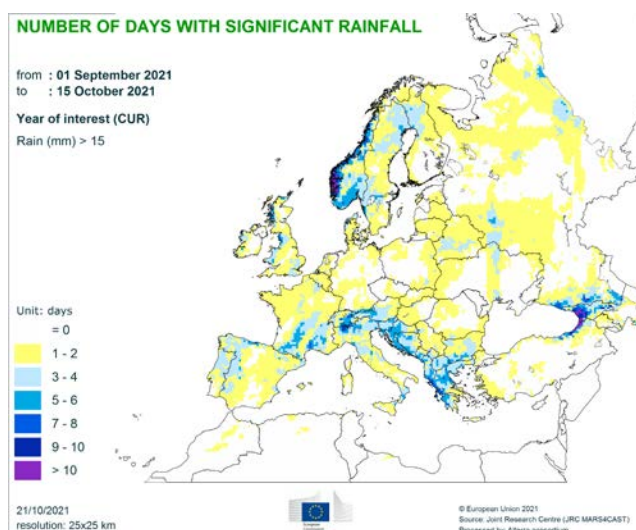 NUMBER OF DAYS WITH SIGNIFICANT RAINFALL
from : 01 September 2021
to : 15 October 2021
Year of interest (CUR)
Rain (mm) > 15
Unit: days
= 0
1 - 2
3 - 4
5 - 6
7 - 8
9 - 10
> 10
21/10/2021
resolution: 25x25 km
European
Commission
© European Union 2021
Source: Joint Research Centre (JRC MARS4CAST)